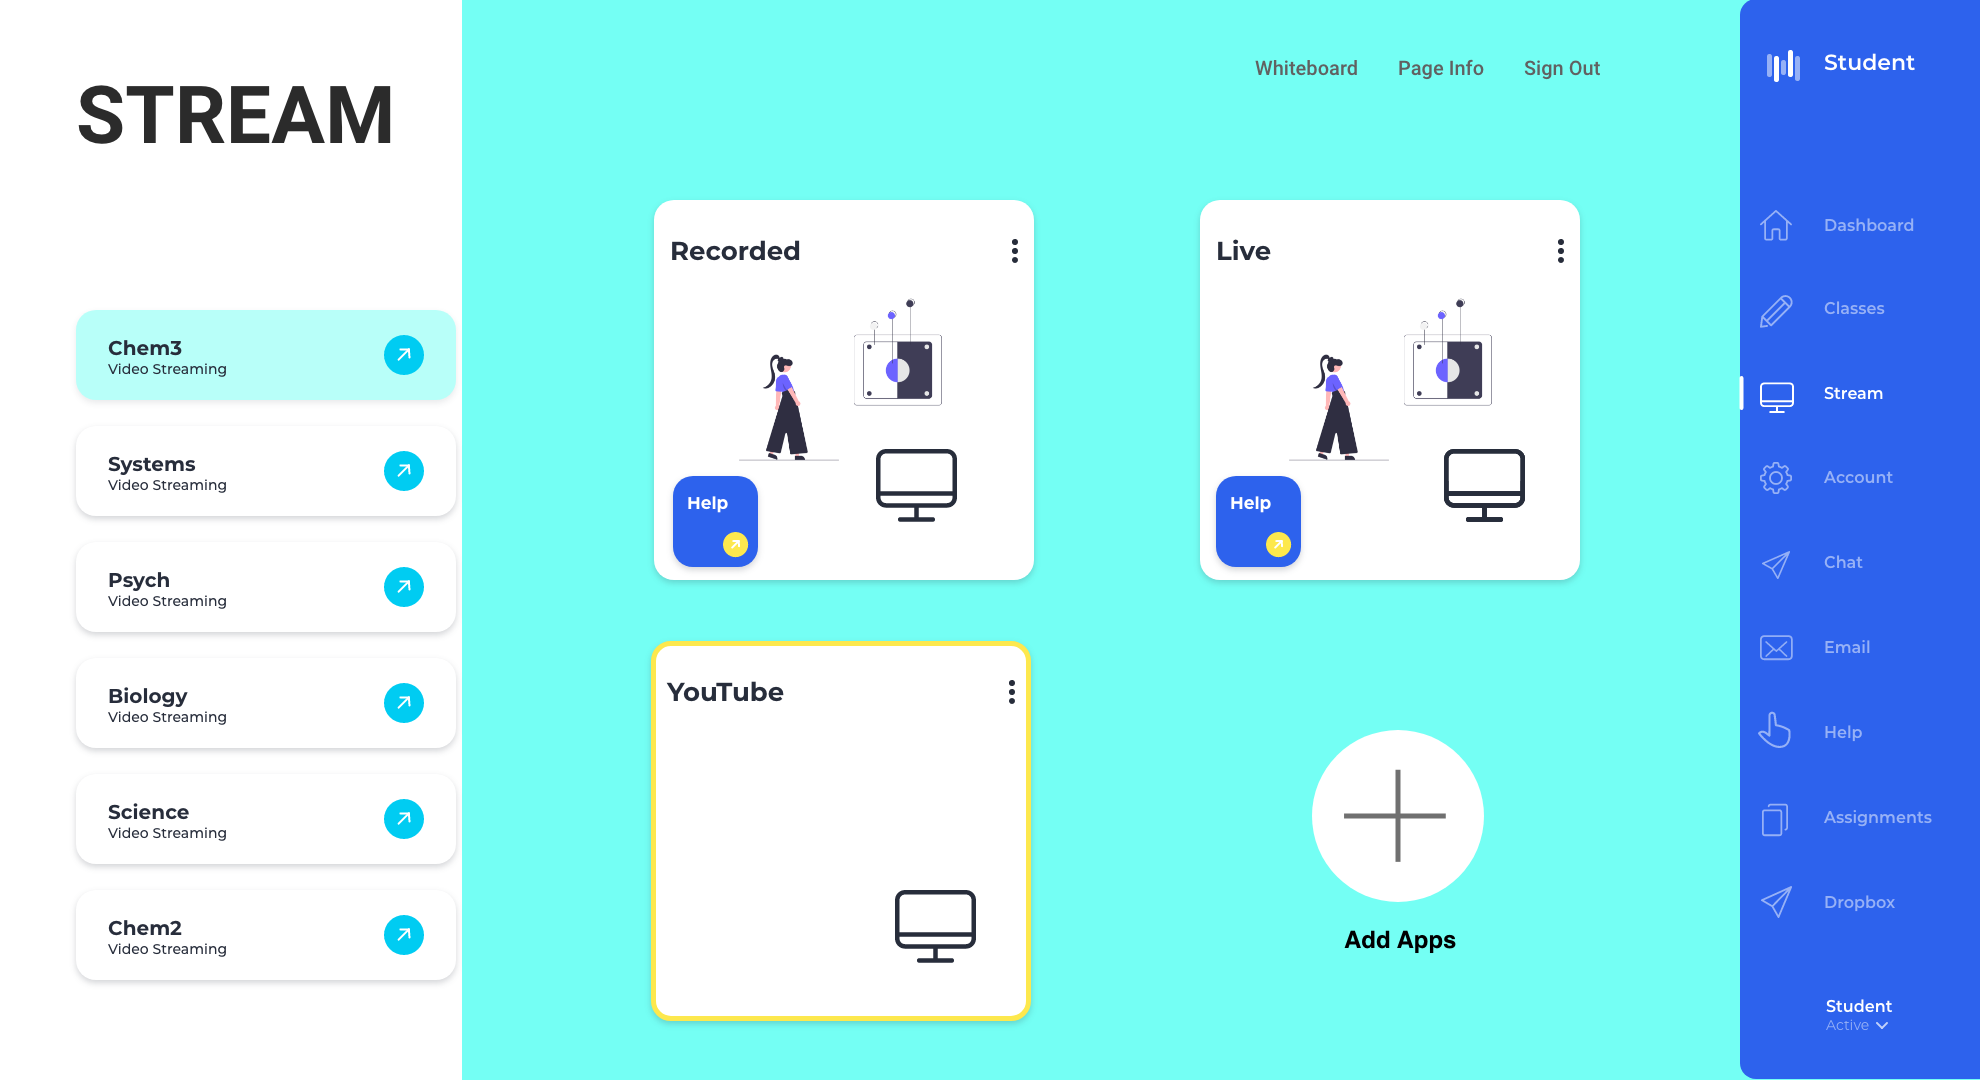 STREAM
Chem3
Video Streaming
Systems
Video Streaming
Psych
Video Streaming
Biology
Video Streaming
Science
Video Streaming
Chem2
Video Streaming
Whiteboard
Page Info
Sign Out
Recorded
Help
Live
Help
YouTube
Add Apps
Student
Dashboard
Classes
Stream
Account
Chat
Email
Help
Assignments
Dropbox
Student
Active